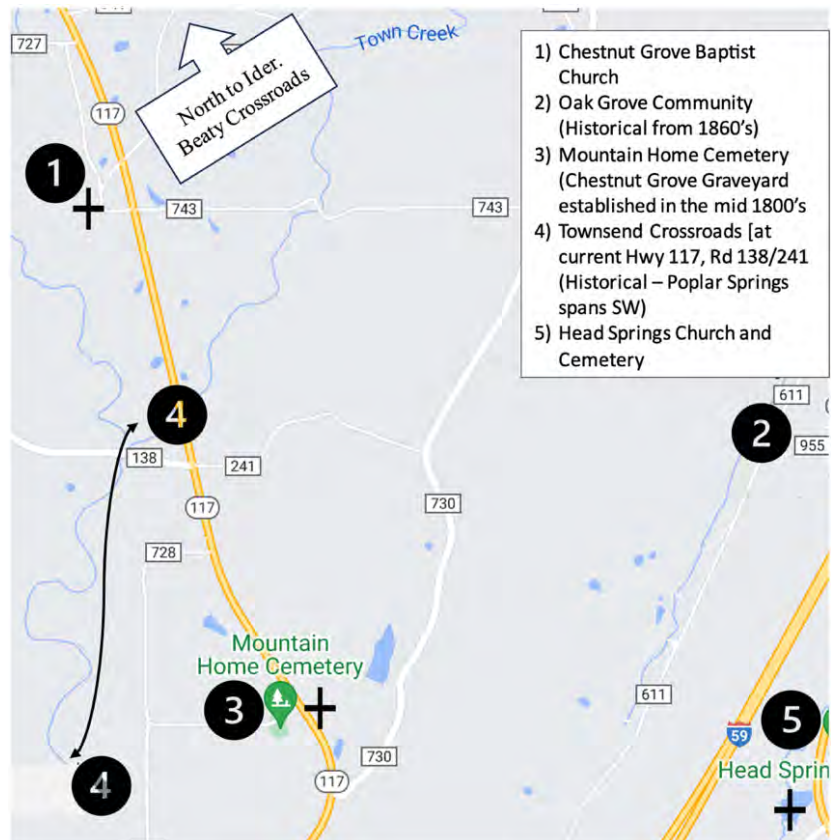 727
Town Creek
117
North to Ider.
Beaty Crossroads
1) Chestnut Grove Baptist
Church
2) Oak Grove Community
(Historical from 1860's)
3) Mountain Home Cemetery
(Chestnut Grove Graveyard
established in the mid 1800's
4) Townsend Crossroads [at
current Hwy 117, Rd 138/241
(Historical – Poplar Springs
spans SW)
5) Head Springs Church and
Cemetery
1
743
743
611
4
2
955
138
241
117
730
728
Mountain
Home Cemetery
3
611
5
59
730
Head Sprin
4
117